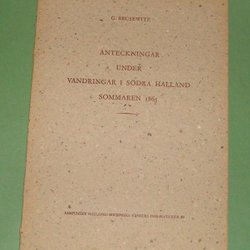 G. BRUSEWITZ
ANTECKNINGAR
UNDER
VANDRINGAR I SÖDRA HALLAND
SOMMAREN 1865